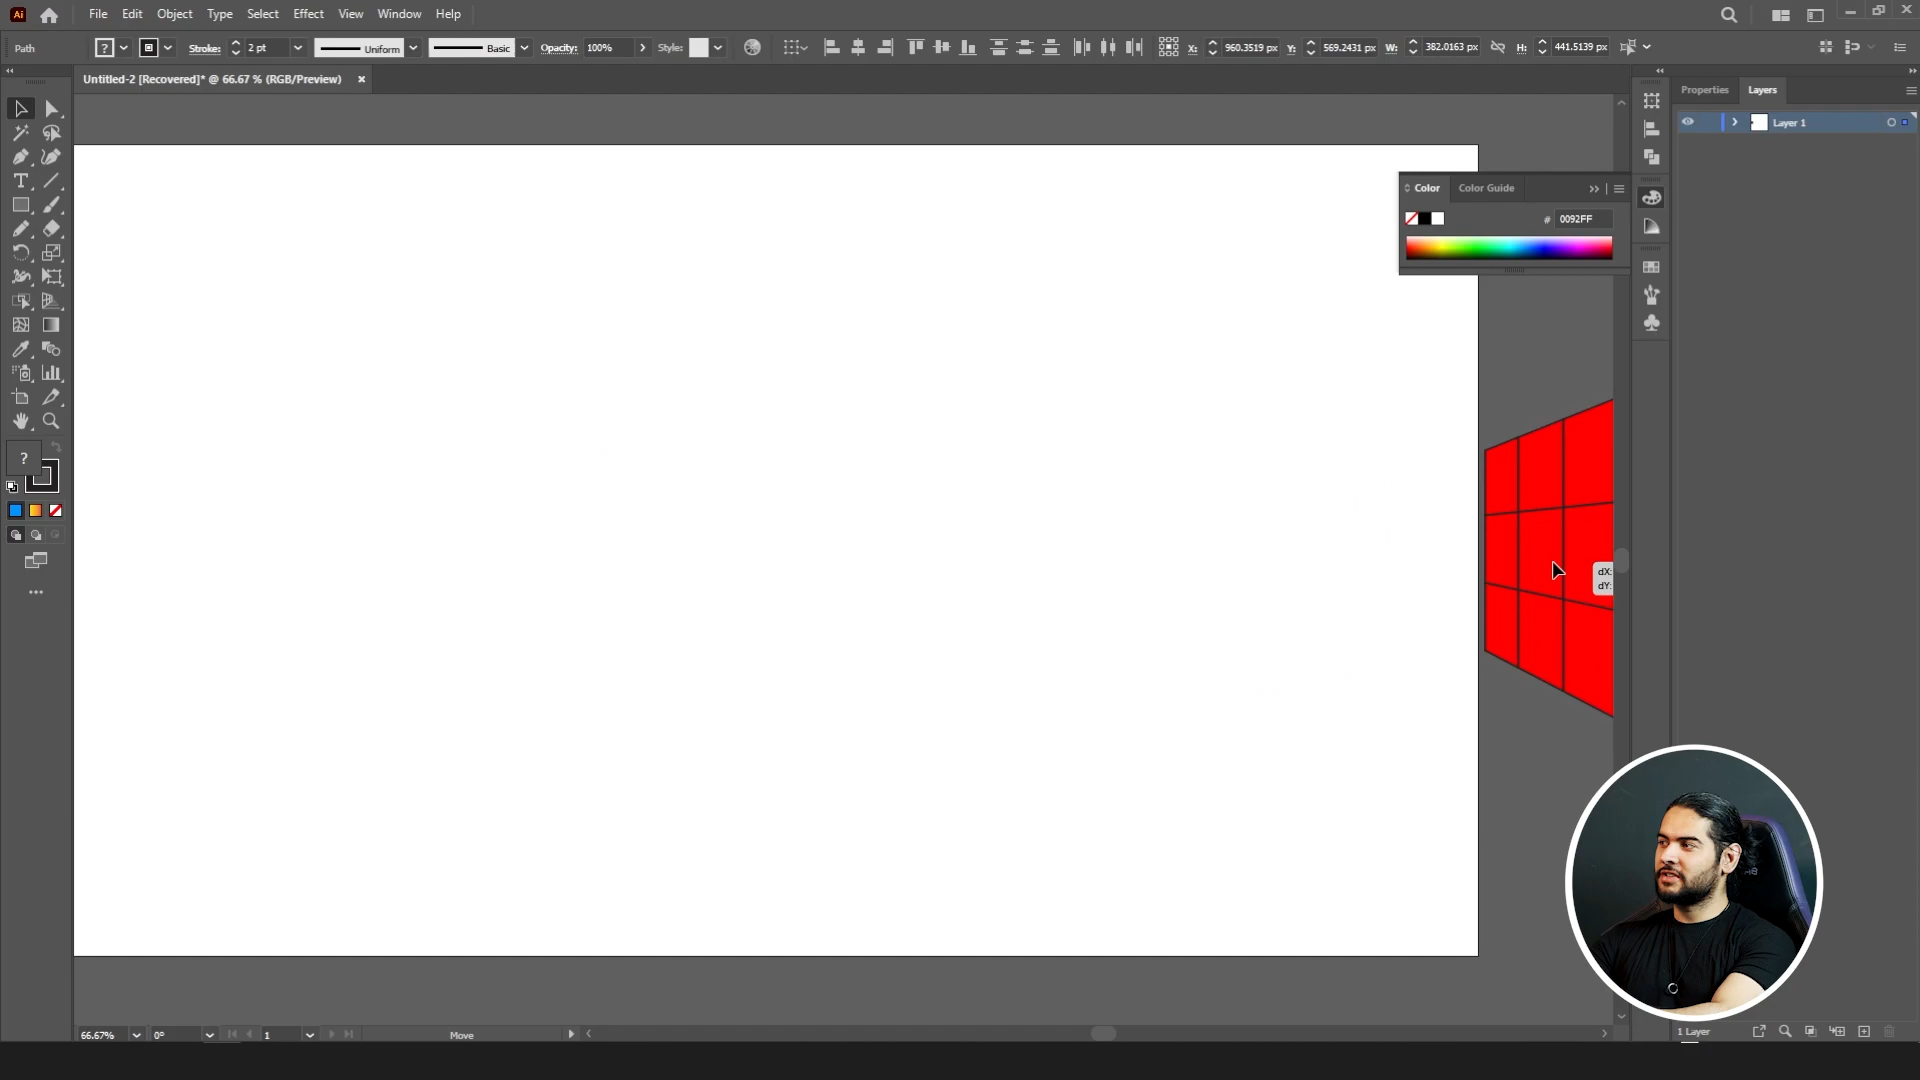 Ai File Edit Object Type Select Effect View Window Help
Path ? Stroke: 2 pt Uniform Basic Opacity: 100% Style: X: 960.3519 px Y: 569.2431 px W: 382.0163 px H: 441.5139 px
Untitled-2 [Recovered]* @ 66.67 % (RGB/Preview)
Properties Layers
Layer 1
Color Color Guide
# 0092FF
?
dX:
dY:
66.67% 0° 1 Move
1 Layer